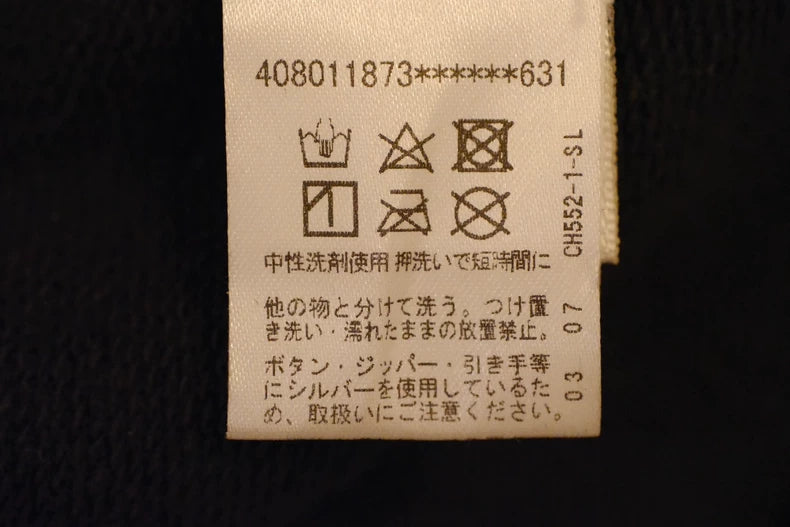 408011873******631
中性洗剤使用 押洗いで短時間に
他の物と分けて洗う。つけ置
き洗い・濡れたままの放置禁止。
ボタン・ジッパー・引き手等
にシルバーを使用しているた
め、取扱いにご注意ください。
CH552-1-SL
03 07